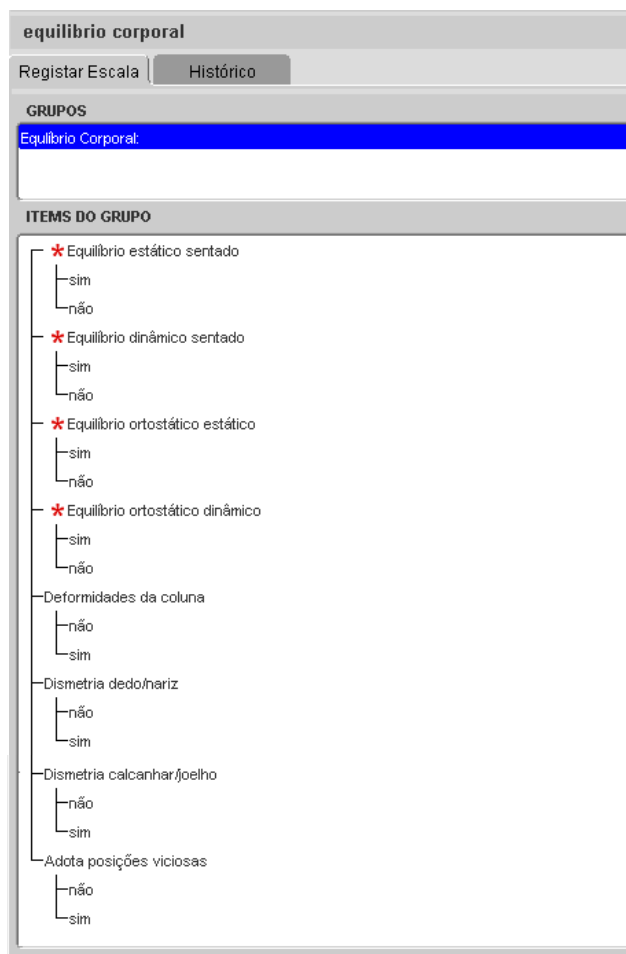 equilibrio corporal
Registar Escala Histórico
GRUPOS
Equlíbrio Corporal:
ITEMS DO GRUPO
* Equilíbrio estático sentado
sim
não
* Equilíbrio dinâmico sentado
sim
não
* Equilíbrio ortostático estático
sim
não
* Equilíbrio ortostático dinâmico
sim
não
Deformidades da coluna
não
sim
Dismetria dedo/nariz
não
sim
Dismetria calcanhar/joelho
não
sim
Adota posições viciosas
não
sim